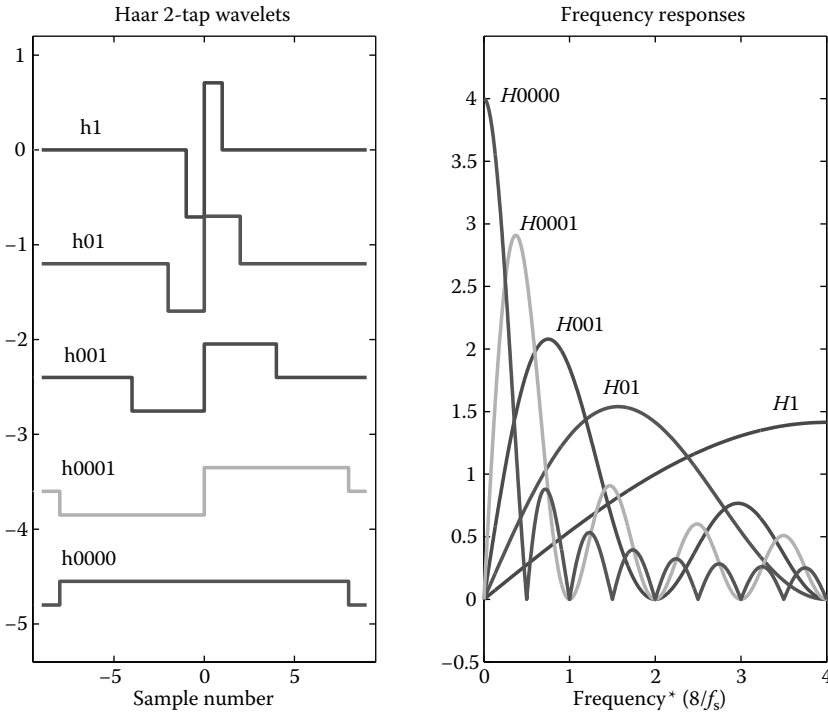 Haar 2-tap wavelets
1
0
−1
−2
−3
−4
−5
h1
h01
h001
h0001
h0000
−5 0 5
Sample number
Frequency responses
4
3.5
3
2.5
2
1.5
1
0.5
0
−0.5
H0000
H0001
H001
H01
H1
0 1 2 3 4
Frequency* (8/fs)